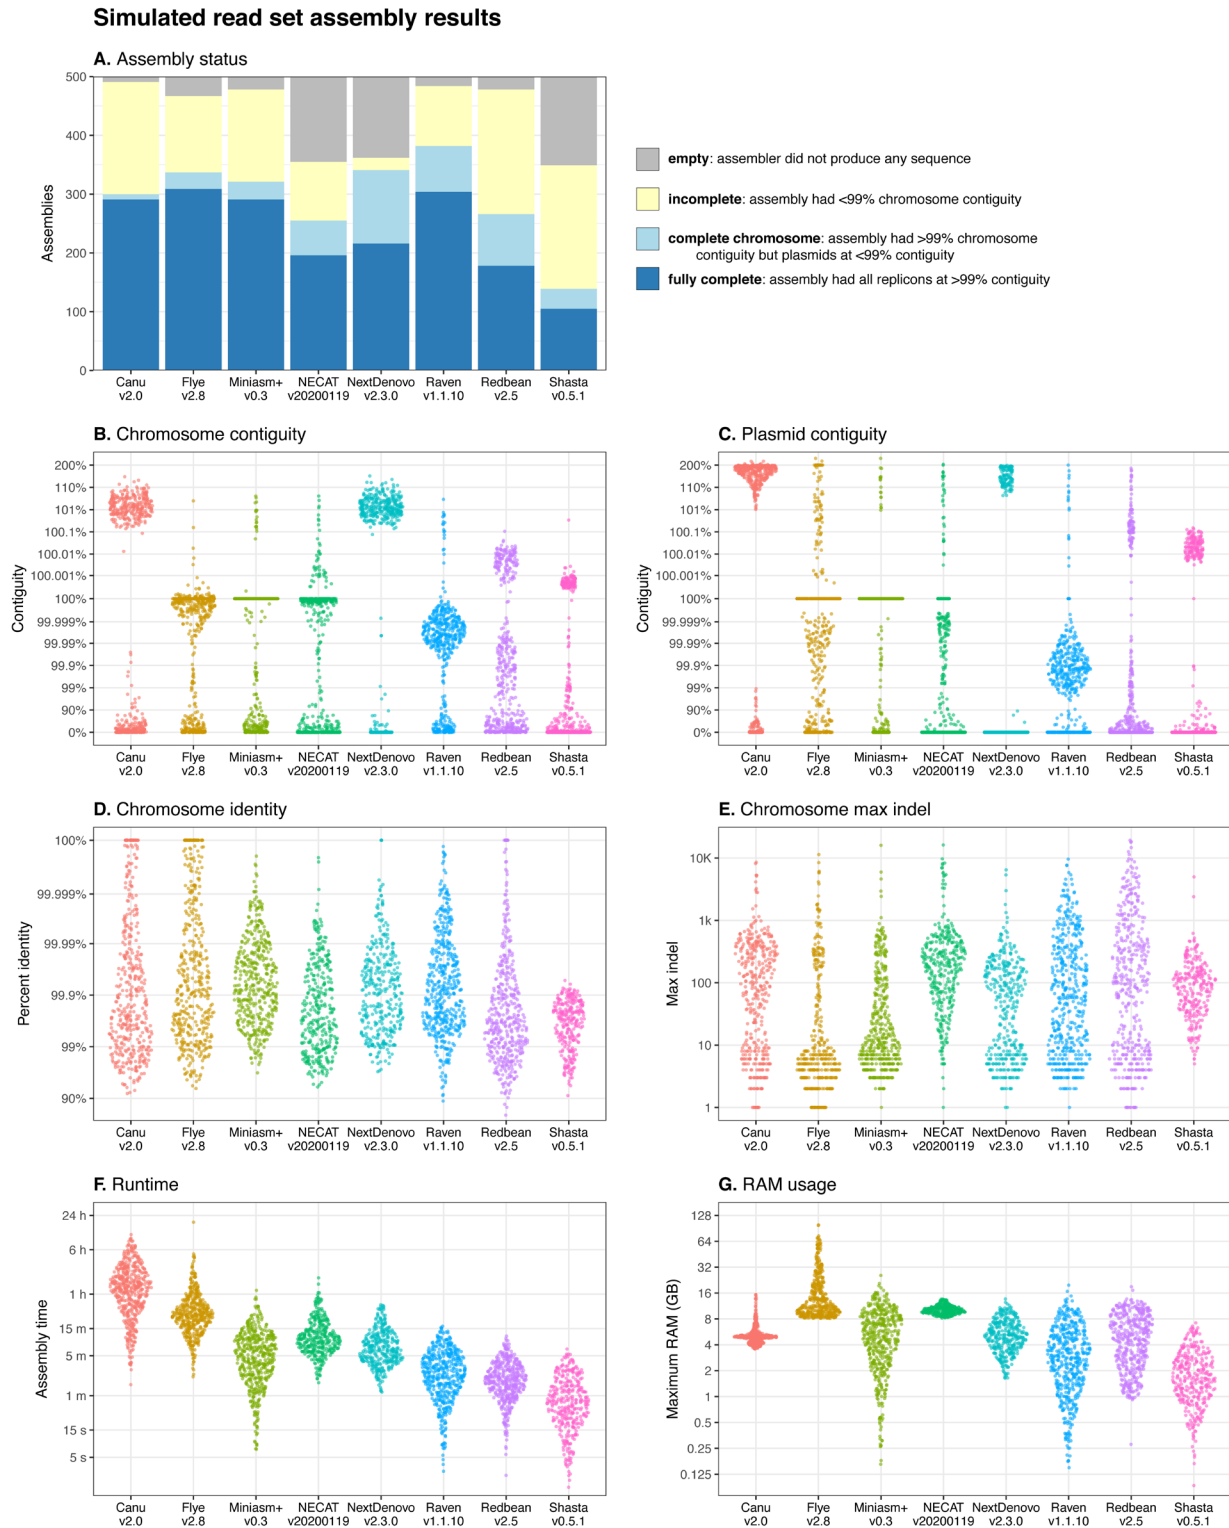 Simulated read set assembly results
A. Assembly status
500
400
300
200
100
0
Assemblies
Canu v2.0
Flye v2.8
Miniasm+ v0.3
NECAT v20200119
NextDenovo v2.3.0
Raven v1.1.10
Redbean v2.5
Shasta v0.5.1
empty: assembler did not produce any sequence
incomplete: assembly had <99% chromosome contiguity
complete chromosome: assembly had >99% chromosome
contiguity but plasmids at <99% contiguity
fully complete: assembly had all replicons at >99% contiguity
B. Chromosome contiguity
200%
110%
101%
100.1%
100.01%
100.001%
100%
99.999%
99.99%
99.9%
99%
90%
0%
Contiguity
Canu v2.0
Flye v2.8
Miniasm+ v0.3
NECAT v20200119
NextDenovo v2.3.0
Raven v1.1.10
Redbean v2.5
Shasta v0.5.1
C. Plasmid contiguity
200%
110%
101%
100.1%
100.01%
100.001%
100%
99.999%
99.99%
99.9%
99%
90%
0%
Contiguity
Canu v2.0
Flye v2.8
Miniasm+ v0.3
NECAT v20200119
NextDenovo v2.3.0
Raven v1.1.10
Redbean v2.5
Shasta v0.5.1
D. Chromosome identity
100%
99.999%
99.99%
99.9%
99%
90%
Percent identity
Canu v2.0
Flye v2.8
Miniasm+ v0.3
NECAT v20200119
NextDenovo v2.3.0
Raven v1.1.10
Redbean v2.5
Shasta v0.5.1
E. Chromosome max indel
10K
1k
100
10
1
Max indel
Canu v2.0
Flye v2.8
Miniasm+ v0.3
NECAT v20200119
NextDenovo v2.3.0
Raven v1.1.10
Redbean v2.5
Shasta v0.5.1
F. Runtime
24 h
6 h
1 h
15 m
5 m
1 m
15 s
5 s
Assembly time
Canu v2.0
Flye v2.8
Miniasm+ v0.3
NECAT v20200119
NextDenovo v2.3.0
Raven v1.1.10
Redbean v2.5
Shasta v0.5.1
G. RAM usage
128
64
32
16
8
4
2
1
0.5
0.25
0.125
Maximum RAM (GB)
Canu v2.0
Flye v2.8
Miniasm+ v0.3
NECAT v20200119
NextDenovo v2.3.0
Raven v1.1.10
Redbean v2.5
Shasta v0.5.1